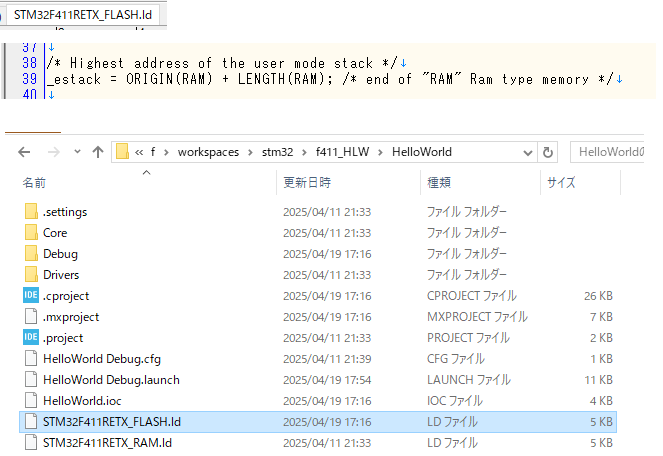 STM32F411RETX_FLASH.ld
37 ↓
38 /* Highest address of the user mode stack */↓
39 _estack = ORIGIN(RAM) + LENGTH(RAM); /* end of "RAM" Ram type memory */↓
40 ↓
« f › workspaces › stm32 › f411_HLW › HelloWorld HelloWorldの
名前 更新日時 種類 サイズ
.settings 2025/04/11 21:33 ファイル フォルダー
Core 2025/04/11 21:33 ファイル フォルダー
Debug 2025/04/19 17:16 ファイル フォルダー
Drivers 2025/04/11 21:33 ファイル フォルダー
IDE .cproject 2025/04/19 17:16 CPROJECT ファイル 26 KB
.mxproject 2025/04/19 17:16 MXPROJECT ファイル 7 KB
IDE .project 2025/04/11 21:33 PROJECT ファイル 2 KB
HelloWorld Debug.cfg 2025/04/11 21:39 CFG ファイル 1 KB
HelloWorld Debug.launch 2025/04/19 17:54 LAUNCH ファイル 11 KB
HelloWorld.ioc 2025/04/19 17:16 IOC ファイル 4 KB
STM32F411RETX_FLASH.ld 2025/04/19 17:16 LD ファイル 5 KB
STM32F411RETX_RAM.ld 2025/04/11 21:33 LD ファイル 5 KB